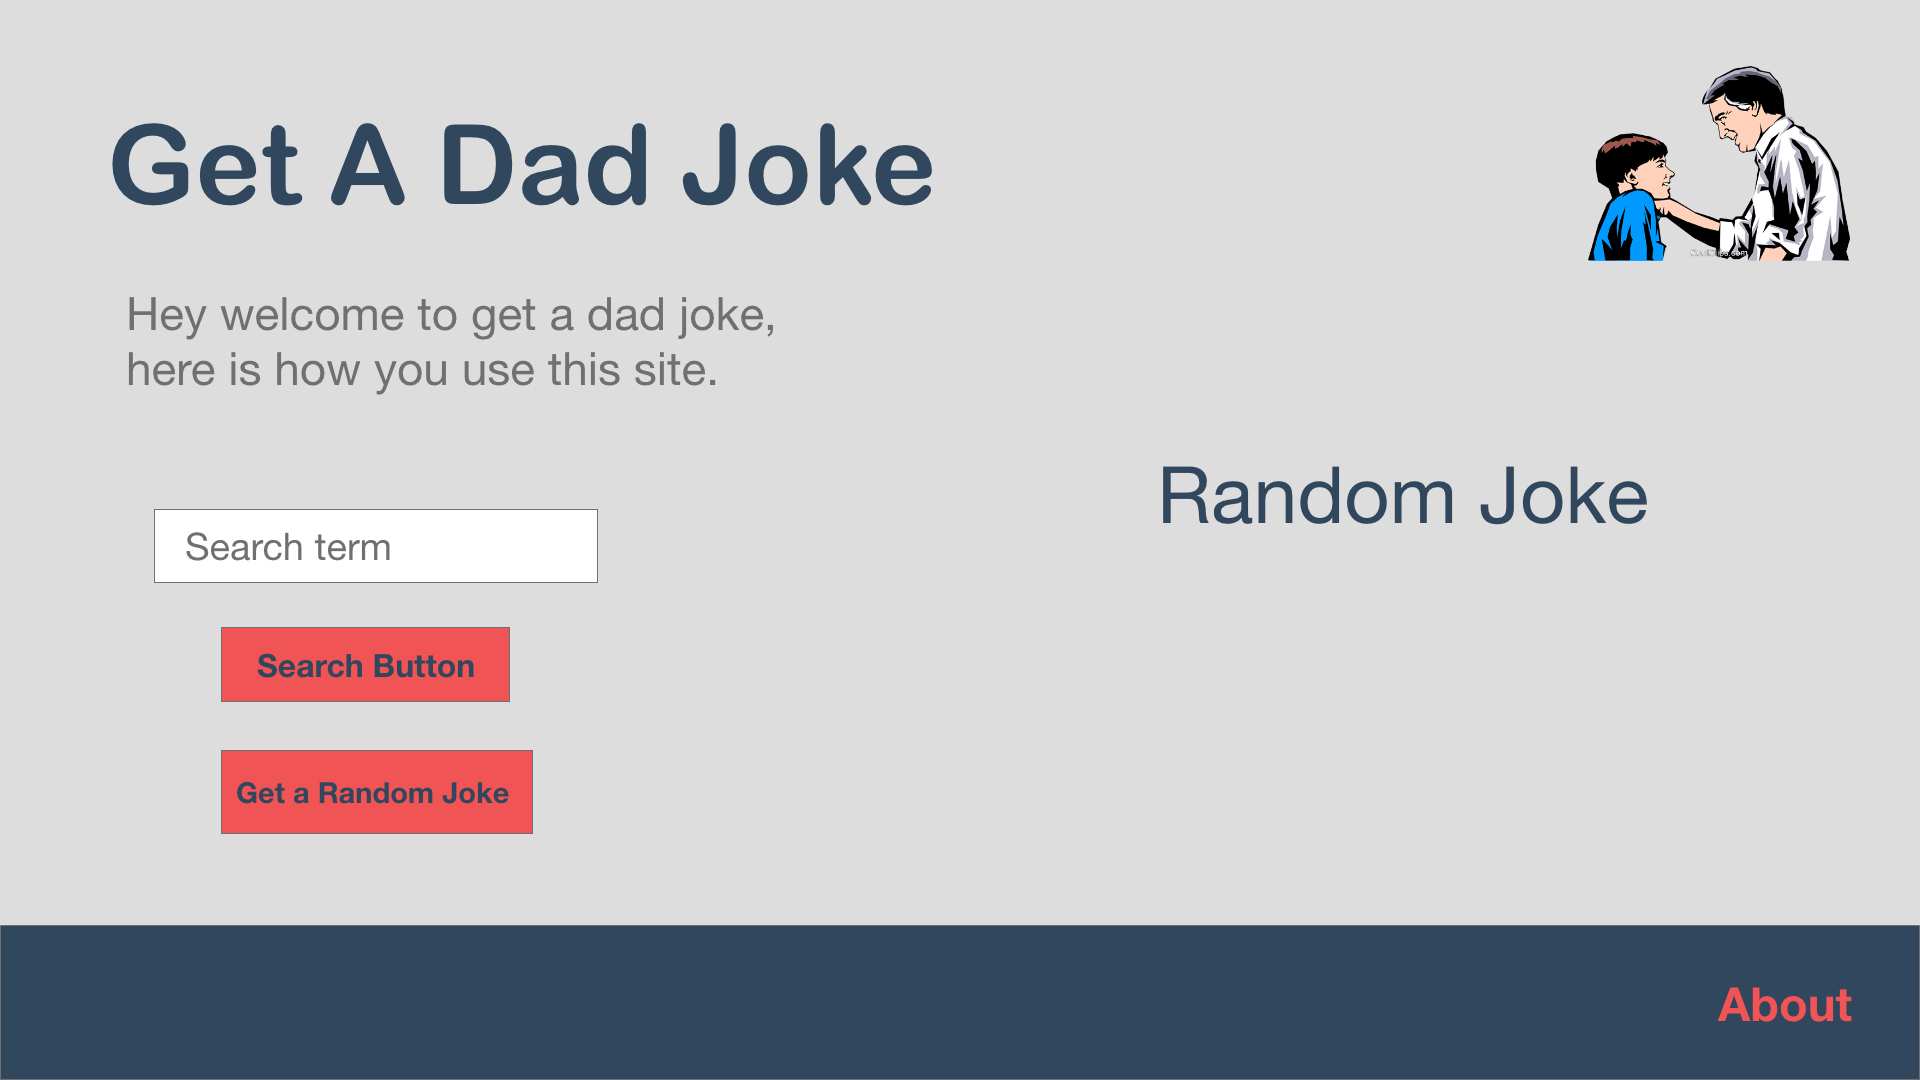 Get A Dad Joke
Hey welcome to get a dad joke,
here is how you use this site.
Random Joke
Search term
Search Button
Get a Random Joke
About